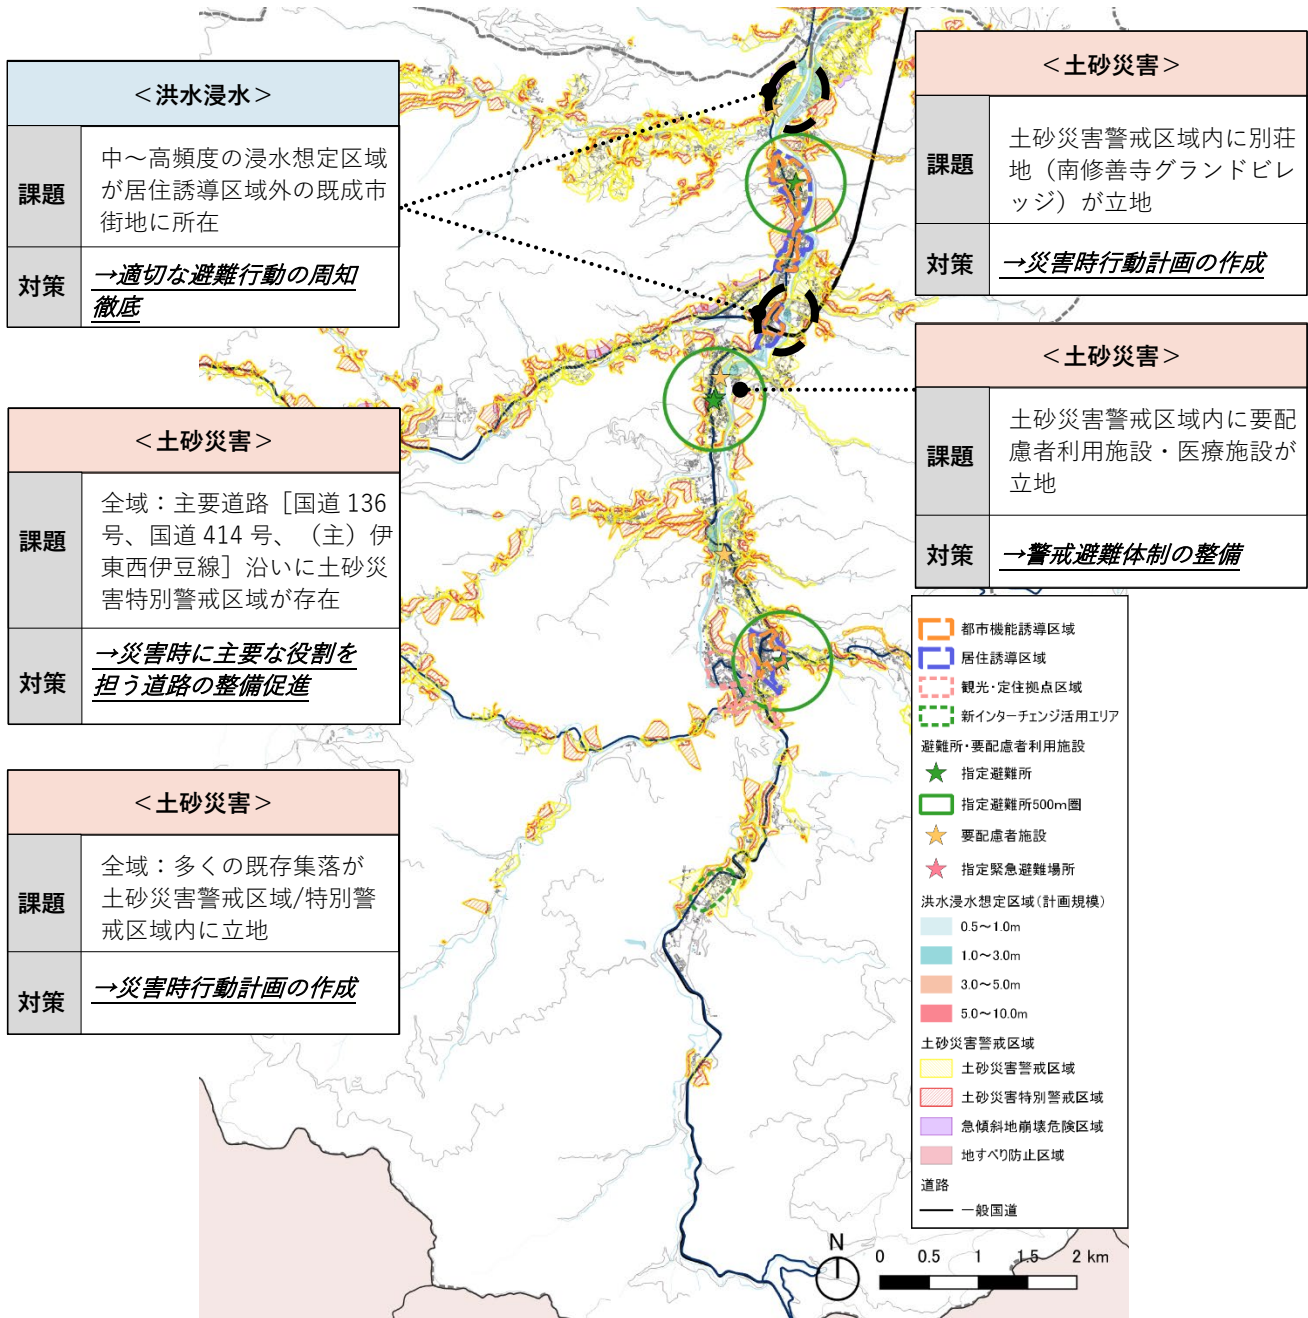 ＜洪水浸水＞
課題
中～高頻度の浸水想定区域
が居住誘導区域外の既成市
街地に所在
対策
→適切な避難行動の周知
徹底
＜土砂災害＞
課題
全域：主要道路［国道 136
号、国道 414 号、（主）伊
東西伊豆線］沿いに土砂災
害特別警戒区域が存在
対策
→災害時に主要な役割を
担う道路の整備促進
＜土砂災害＞
課題
全域：多くの既存集落が
土砂災害警戒区域/特別警
戒区域内に立地
対策
→災害時行動計画の作成
＜土砂災害＞
課題
土砂災害警戒区域内に別荘
地（南修善寺グランドビレ
ッジ）が立地
対策
→災害時行動計画の作成
＜土砂災害＞
課題
土砂災害警戒区域内に要配
慮者利用施設・医療施設が
立地
対策
→警戒避難体制の整備
都市機能誘導区域
居住誘導区域
観光・定住拠点区域
新インターチェンジ活用エリア
避難所・要配慮者利用施設
指定避難所
指定避難所500m圏
要配慮者施設
指定緊急避難場所
洪水浸水想定区域(計画規模)
0.5～1.0m
1.0～3.0m
3.0～5.0m
5.0～10.0m
土砂災害警戒区域
土砂災害警戒区域
土砂災害特別警戒区域
急傾斜地崩壊危険区域
地すべり防止区域
道路
一般国道
N
0 0.5 1 1.5 2 km